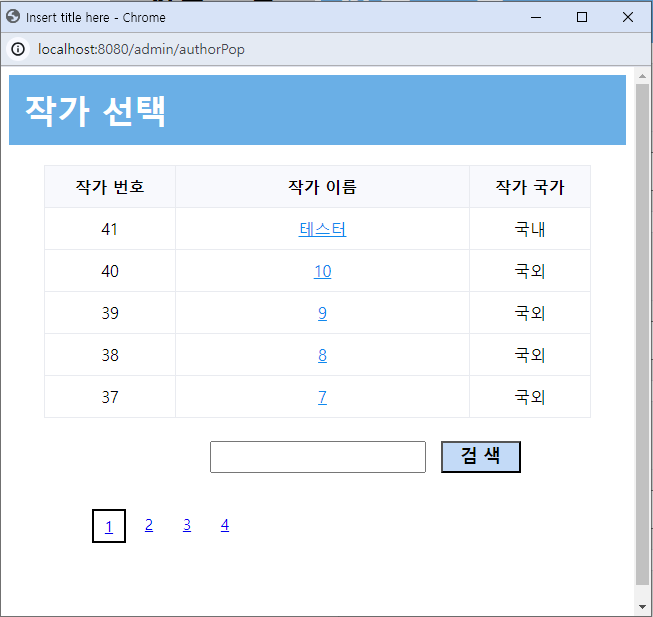 Insert title here - Chrome
localhost:8080/admin/authorPop
작가 선택
작가 번호 작가 이름 작가 국가
41 테스터 국내
40 10 국외
39 9 국외
38 8 국외
37 7 국외
검 색
1 2 3 4